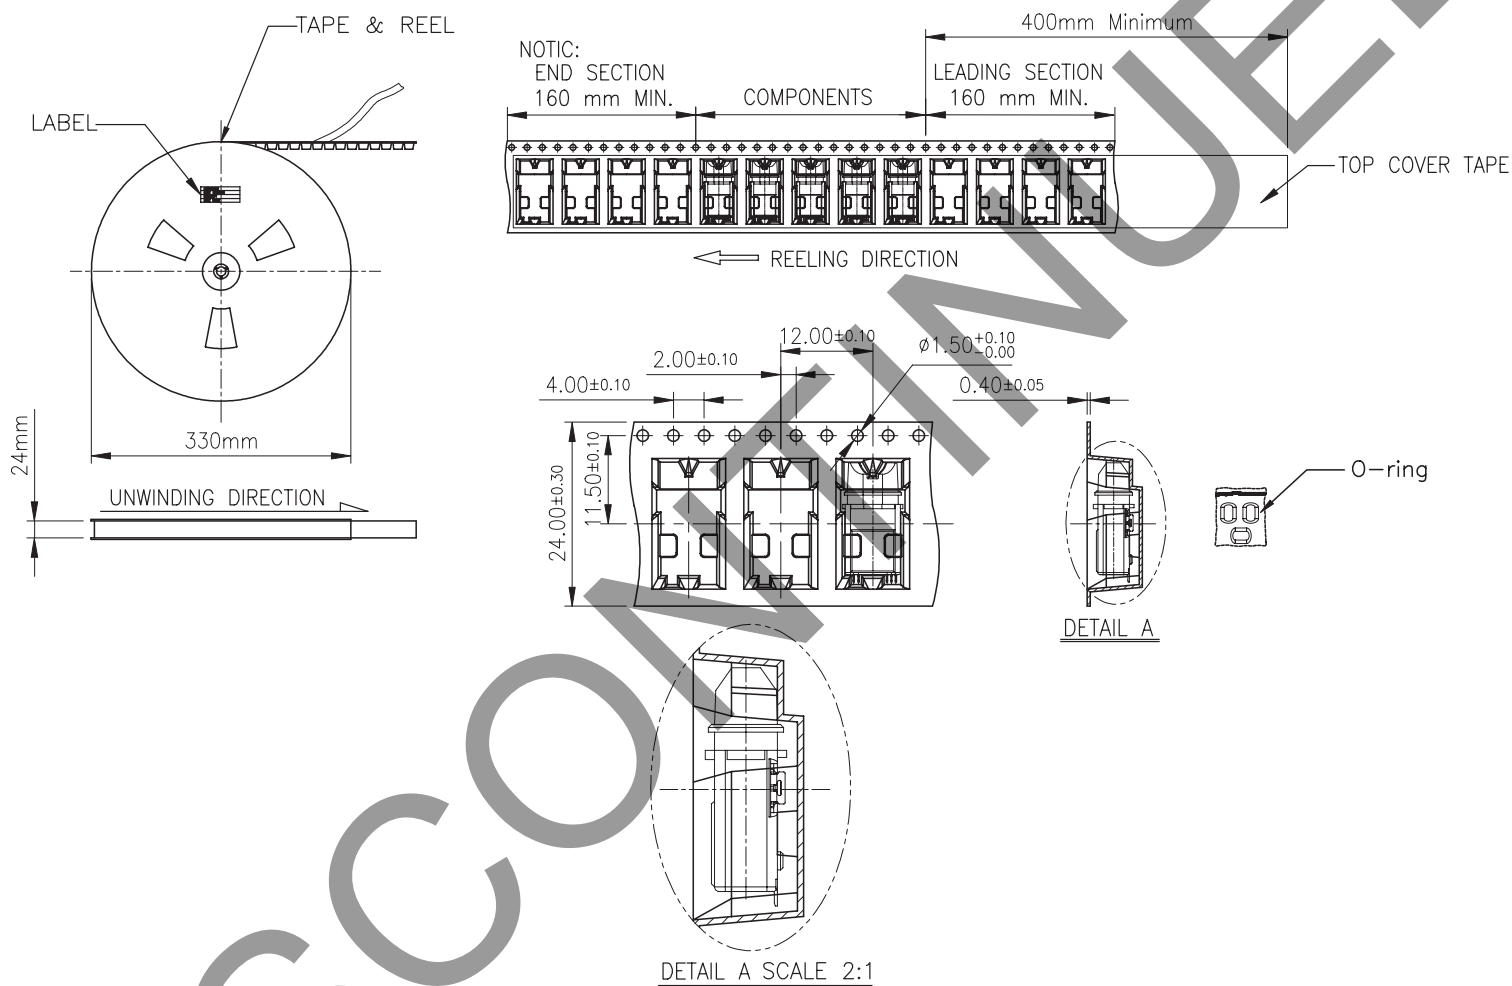 TAPE & REEL
LABEL
330mm
24mm
UNWINDING DIRECTION
NOTIC:
END SECTION
160 mm MIN.
COMPONENTS
LEADING SECTION
160 mm MIN.
400mm Minimum
TOP COVER TAPE
REELING DIRECTION
12.00±0.10
2.00±0.10
4.00±0.10
ø1.50+0.10
-0.00
0.40±0.05
24.00±0.30
11.50±0.10
O-ring
DETAIL A
DETAIL A SCALE 2:1
SCONTINUE